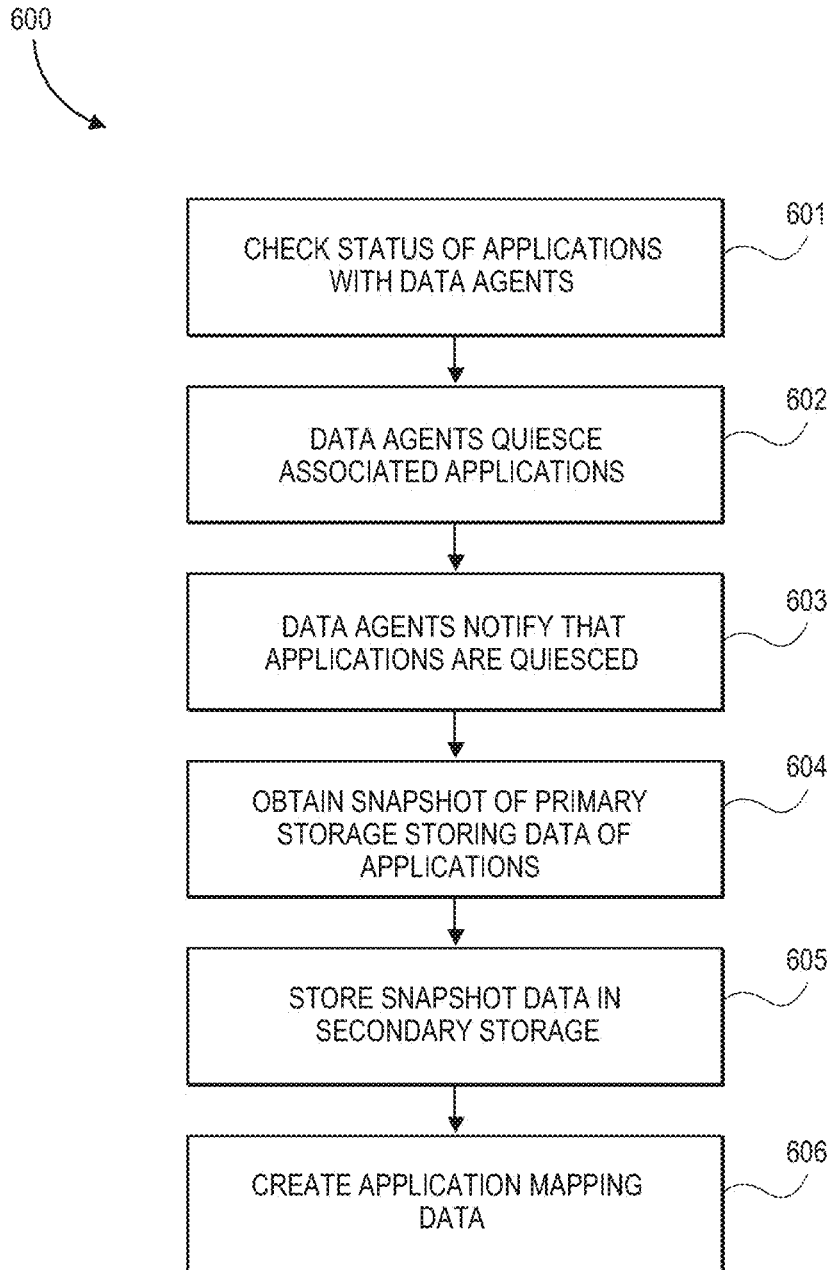 600
601
CHECK STATUS OF APPLICATIONS
WITH DATA AGENTS
602
DATA AGENTS QUIESCE
ASSOCIATED APPLICATIONS
603
DATA AGENTS NOTIFY THAT
APPLICATIONS ARE QUIESCED
604
OBTAIN SNAPSHOT OF PRIMARY
STORAGE STORING DATA OF
APPLICATIONS
605
STORE SNAPSHOT DATA IN
SECONDARY STORAGE
606
CREATE APPLICATION MAPPING
DATA